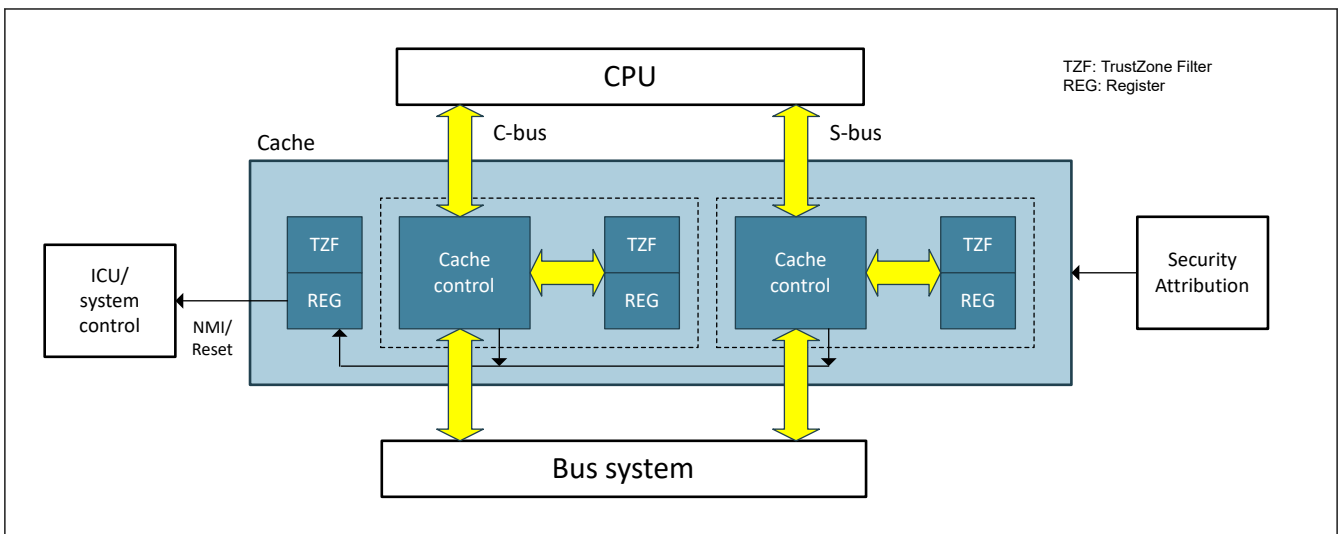 CPU
TZF: TrustZone Filter
REG: Register
C-bus
S-bus
Cache
TZF
REG
Cache
control
TZF
REG
Cache
control
TZF
REG
ICU/
system
control
NMI/
Reset
Security
Attribution
Bus system